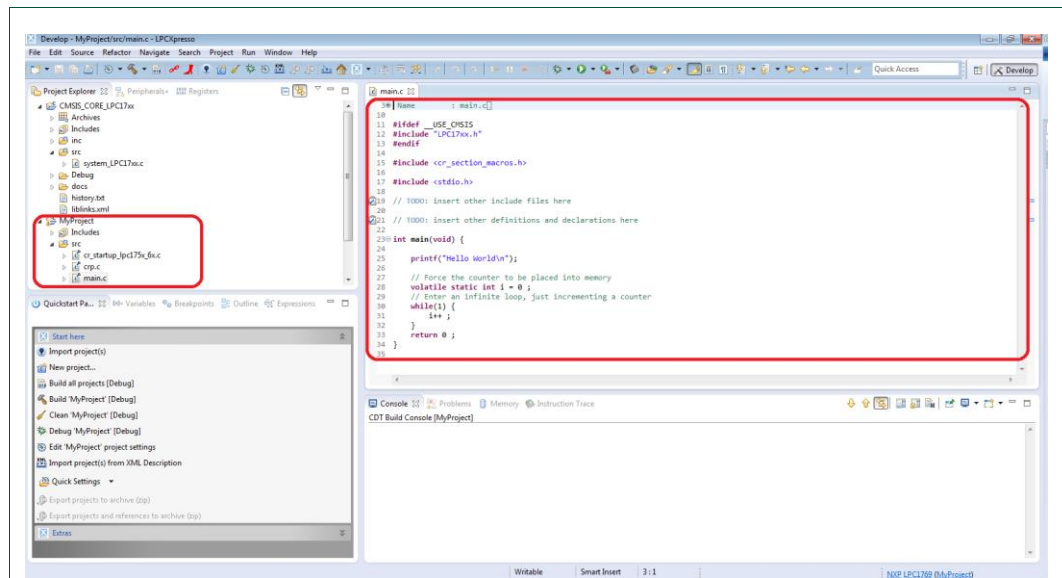 Develop - MyProject/src/main.c - LPCXpresso
File Edit Source Refactor Navigate Search Project Run Window Help
Quick Access
Develop
Project Explorer
Peripherals+
Registers
CMSIS_CORE_LPC17xx
Archives
Includes
inc
src
system_LPC17xx.c
Debug
docs
history.txt
liblinks.xml
MyProject
Includes
src
cr_startup_lpc175x_6x.c
crp.c
main.c
main.c
3 Name : main.c
10
11 #ifdef __USE_CMSIS
12 #include "LPC17xx.h"
13 #endif
14
15 #include <cr_section_macros.h>
16
17 #include <stdio.h>
18
19 // TODO: insert other include files here
20
21 // TODO: insert other definitions and declarations here
22
23 int main(void) {
24
25 printf("Hello World\n");
26
27 // Force the counter to be placed into memory
28 volatile static int i = 0 ;
29 // Enter an infinite loop, just incrementing a counter
30 while(1) {
31 i++ ;
32 }
33 return 0 ;
34 }
35
Quickstart Pa...
Variables
Breakpoints
Outline
Expressions
Start here
Import project(s)
New project...
Build all projects [Debug]
Build 'MyProject' [Debug]
Clean 'MyProject' [Debug]
Debug 'MyProject' [Debug]
Edit 'MyProject' project settings
Import project(s) from XML Description
Quick Settings
Export projects to archive (zip)
Export projects and references to archive (zip)
Extras
Console
Problems
Memory
Instruction Trace
CDT Build Console [MyProject]
Writable
Smart Insert
3 : 1
NXP LPC1769 (MyProject)